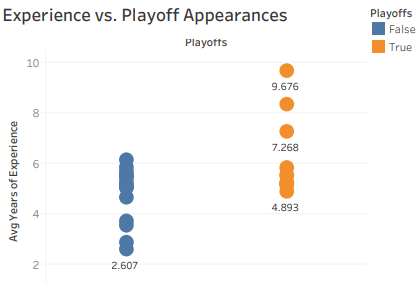 Experience vs. Playoff Appearances
Playoffs
False
True
Playoffs
Avg Years of Experience
10
8
6
4
2
9.676
7.268
4.893
2.607